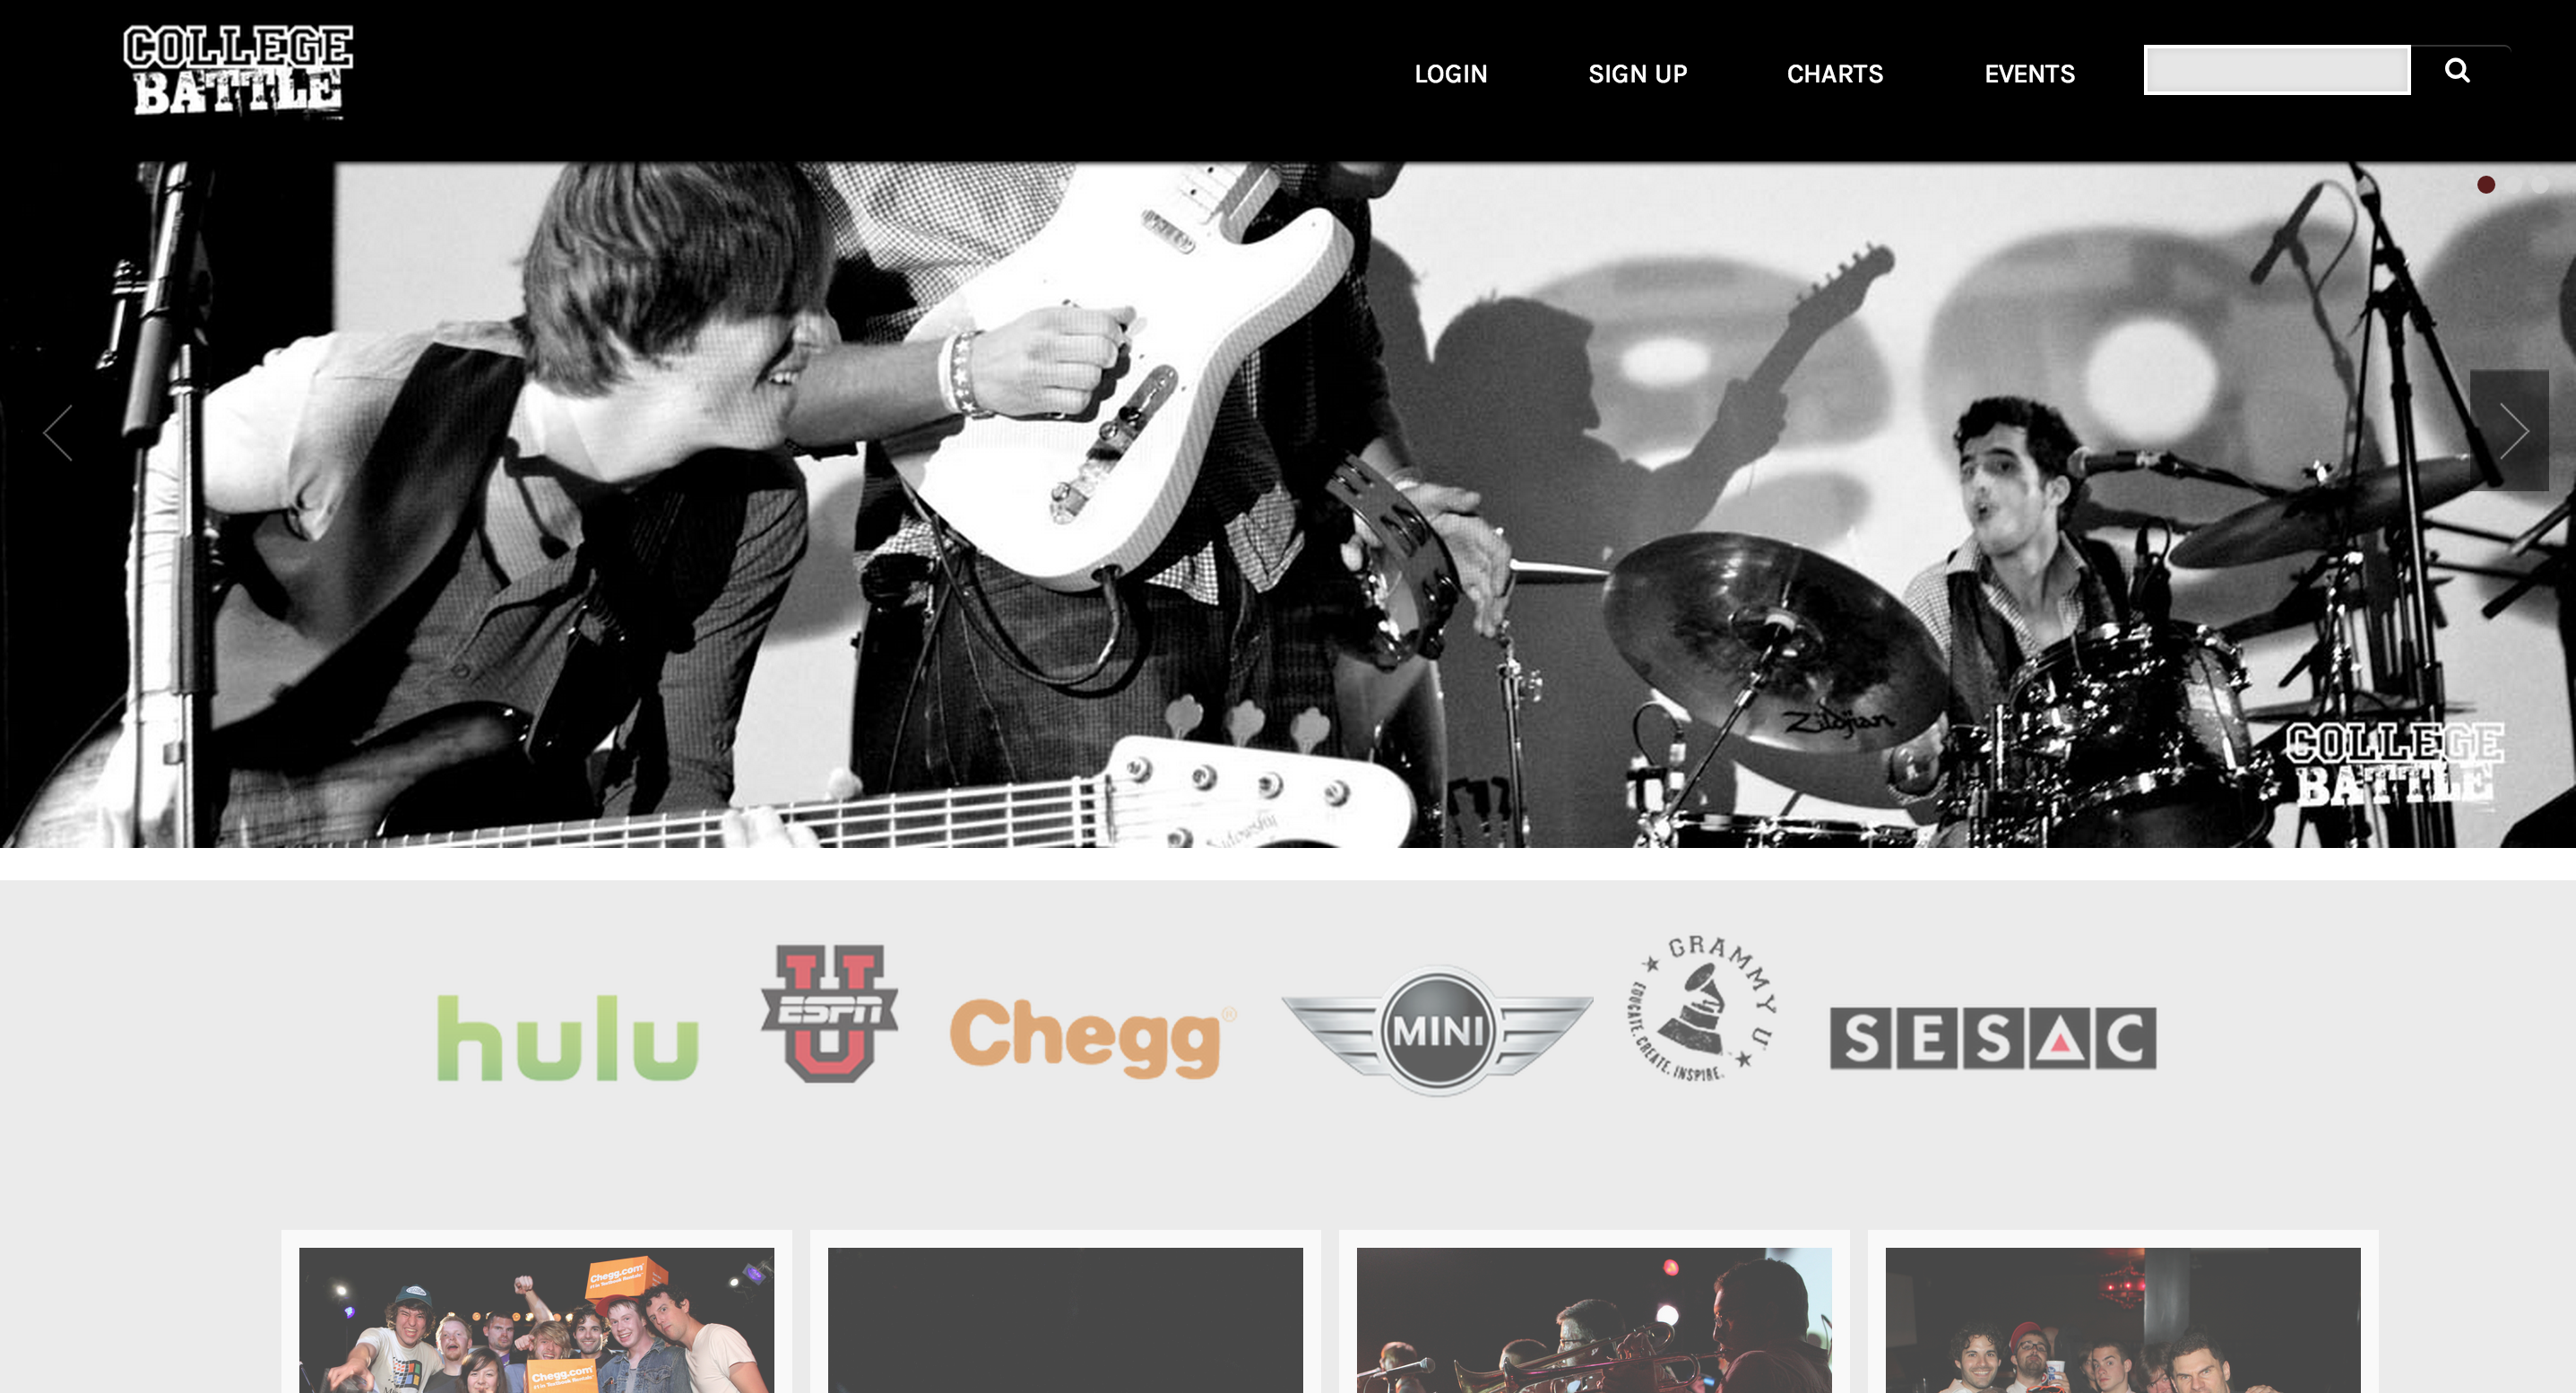 COLLEGE
BATTLE
LOGIN
SIGN UP
CHARTS
EVENTS
Zildjian
COLLEGE
BATTLE
hulu
U
ESPN
Chegg®
MINI
GRAMMY U.
EDUCATE. CREATE. INSPIRE.
SESAC
Chegg.com
Chegg.com